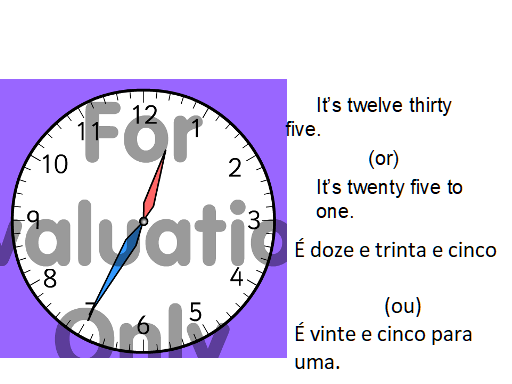 It's twelve thirty
five.
(or)
It's twenty five to
one.
É doze e trinta e cinco
(ou)
É vinte e cinco para
uma.
For
valuatio
Only
12
1
2
3
4
5
6
7
8
9
10
11